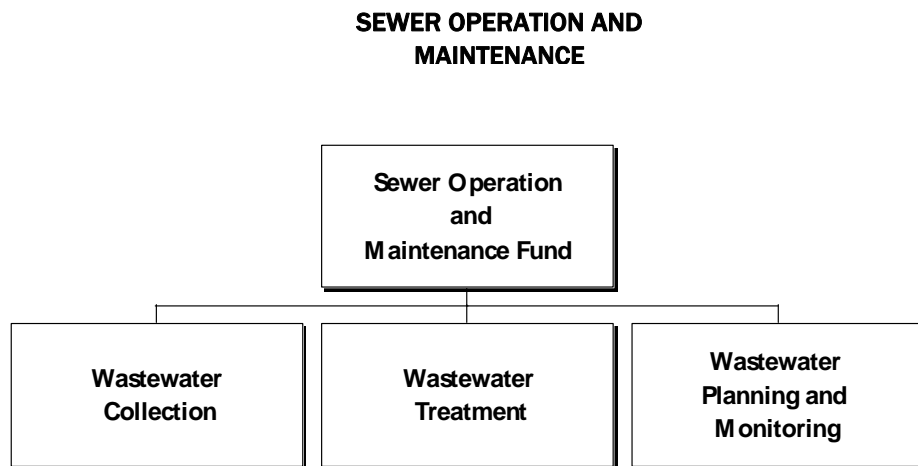 SEWER OPERATION AND
MAINTENANCE
Sewer Operation
and
Maintenance Fund
Wastewater
Collection
Wastewater
Treatment
Wastewater
Planning and
Monitoring